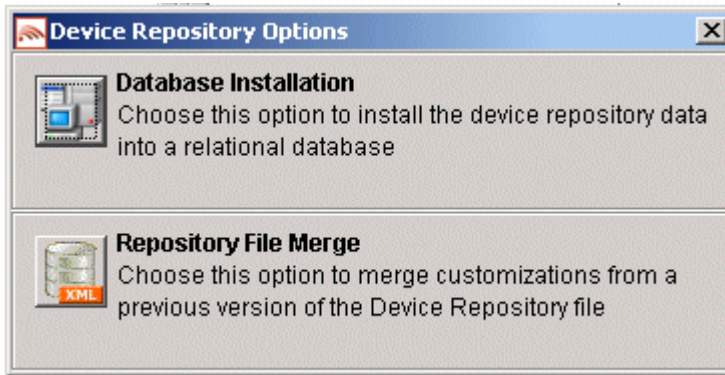 Device Repository Options
Database Installation
Choose this option to install the device repository data
into a relational database
Repository File Merge
XML
Choose this option to merge customizations from a
previous version of the Device Repository file